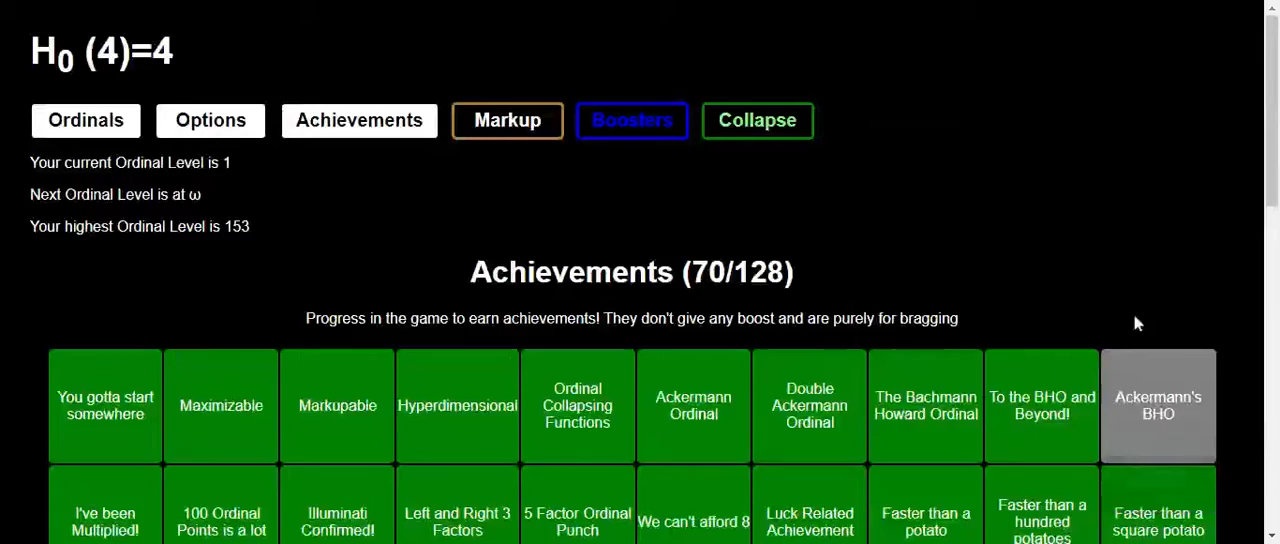 H0 (4)=4
Ordinals Options Achievements Markup Boosters Collapse
Your current Ordinal Level is 1
Next Ordinal Level is at ω
Your highest Ordinal Level is 153
Achievements (70/128)
Progress in the game to earn achievements! They don't give any boost and are purely for bragging
You gotta start
somewhere
Maximizable
Markupable
Hyperdimensional
Ordinal
Collapsing
Functions
Ackermann
Ordinal
Double
Ackermann
Ordinal
The Bachmann
Howard Ordinal
To the BHO and
Beyond!
Ackermann's
BHO
I've been
Multiplied!
100 Ordinal
Points is a lot
Illuminati
Confirmed!
Left and Right 3
Factors
5 Factor Ordinal
Punch
We can't afford 8
Luck Related
Achievement
Faster than a
potato
Faster than a
hundred
potatoes
Faster than a
square potato